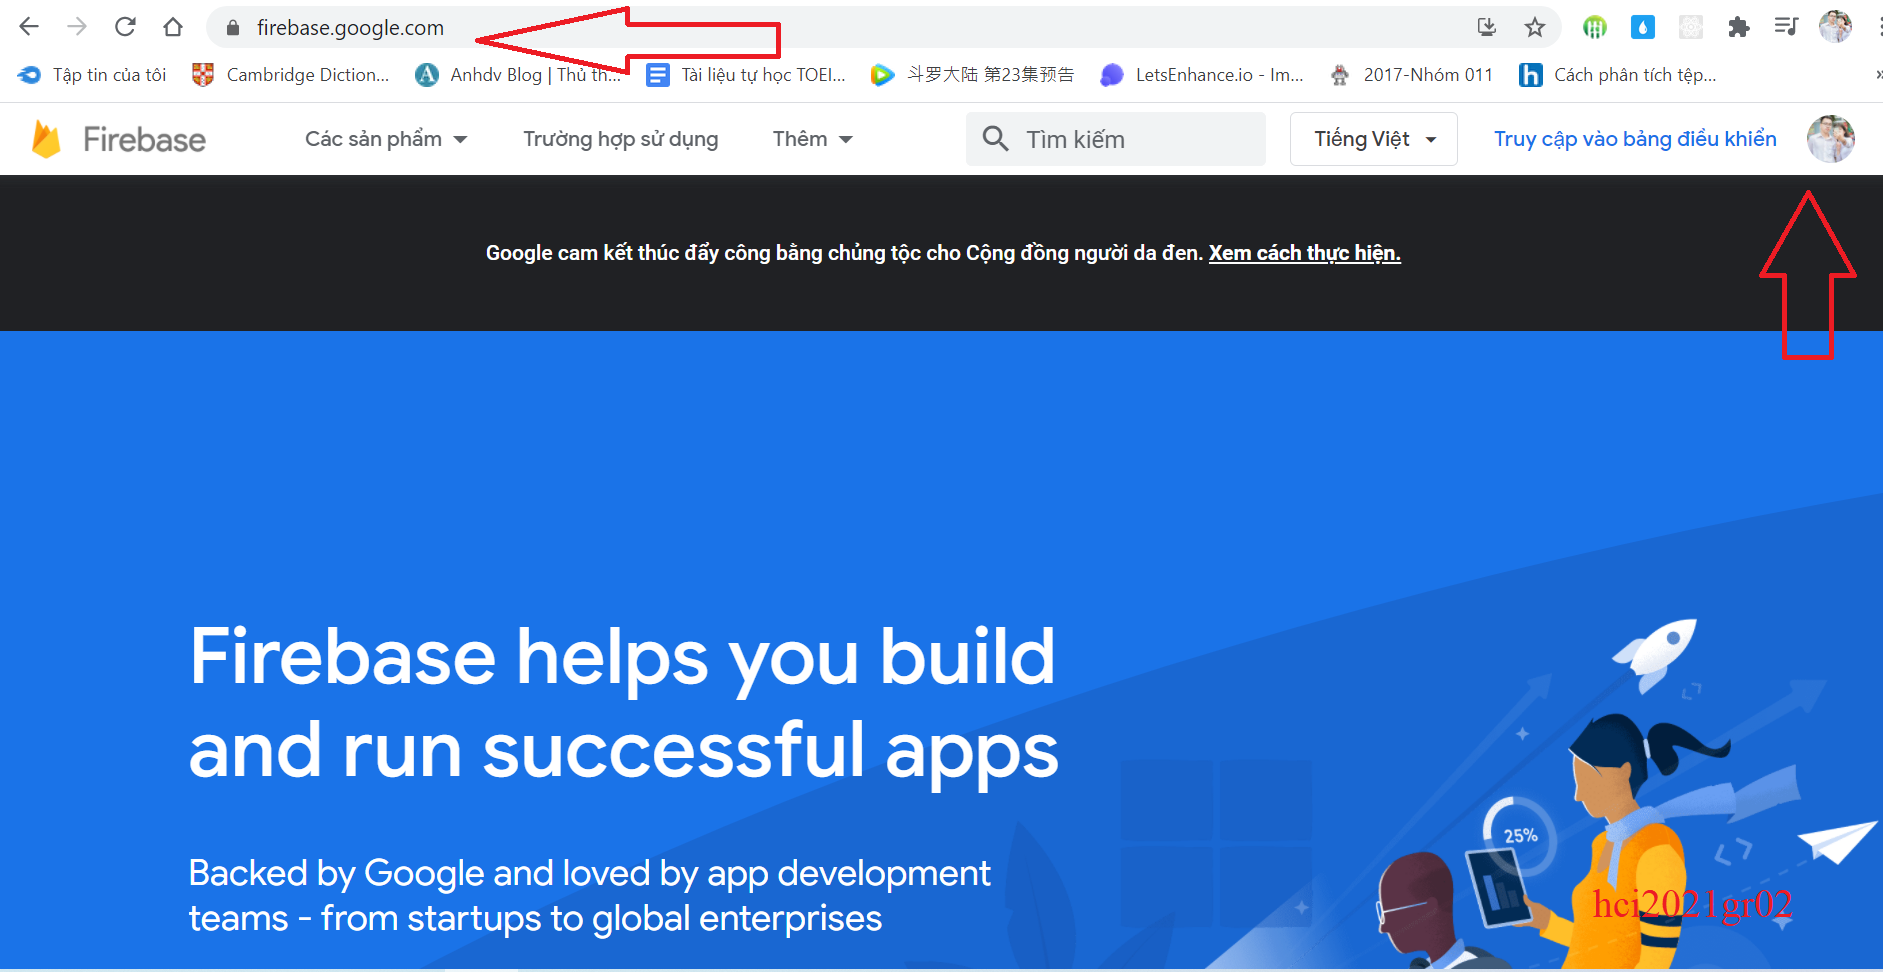 firebase.google.com
Tập tin của tôi Cambridge Diction... Anhdv Blog | Thủ th... Tài liệu tự học TOEI... 斗罗大陆 第23集预告 LetsEnhance.io - Im... 2017-Nhóm 011 Cách phân tích tệp... »
Firebase Các sản phẩm Trường hợp sử dụng Thêm Tìm kiếm Tiếng Việt Truy cập vào bảng điều khiển
Google cam kết thúc đẩy công bằng chủng tộc cho Cộng đồng người da đen. Xem cách thực hiện.
Firebase helps you build
and run successful apps
Backed by Google and loved by app development
teams - from startups to global enterprises
25%
hci2021gr02